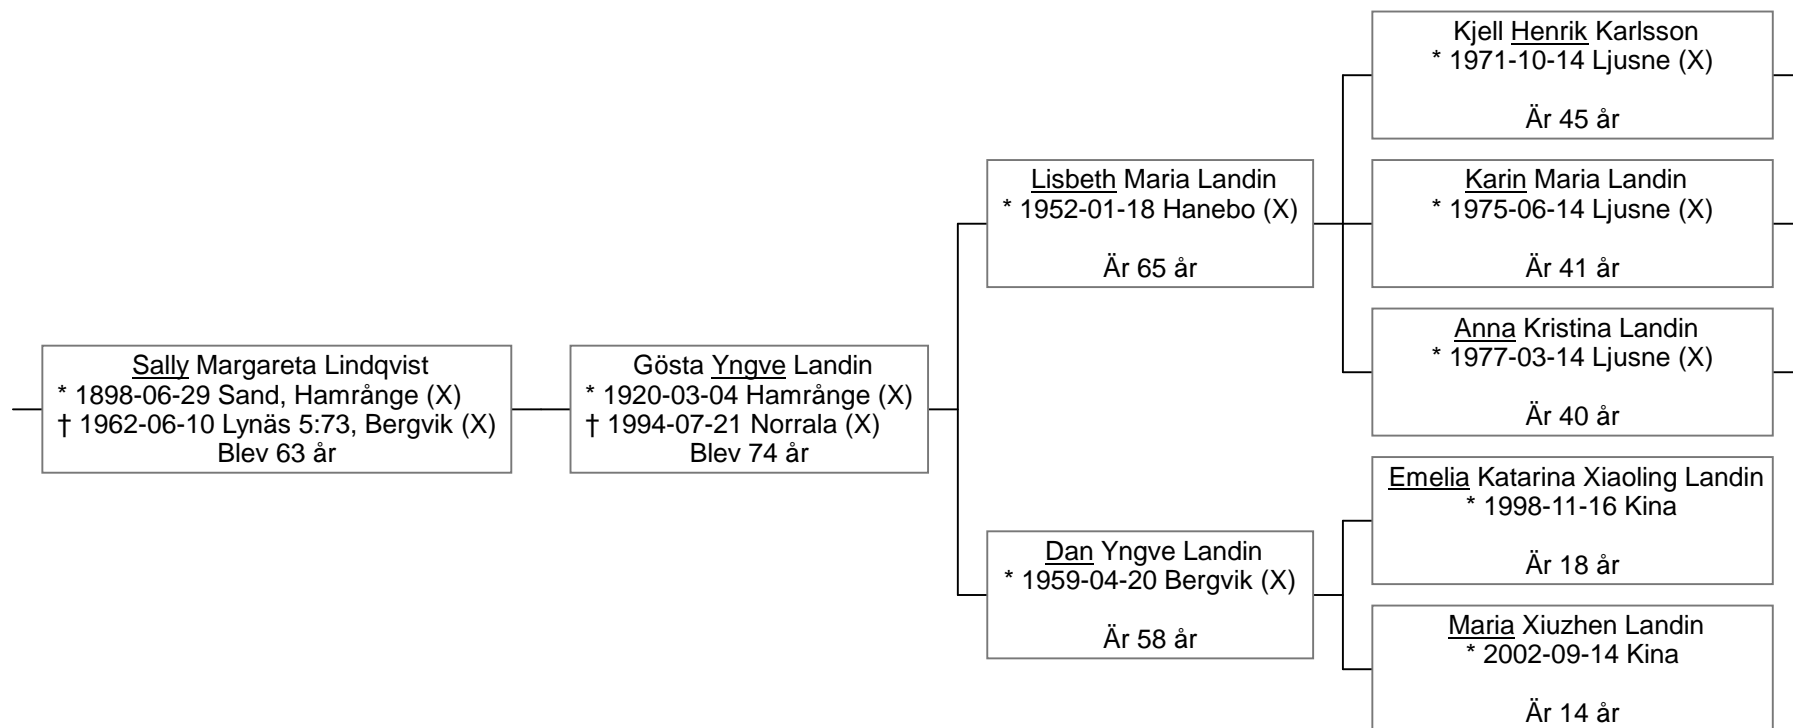 Kjell Henrik Karlsson
* 1971-10-14 Ljusne (X)
Är 45 år
Lisbeth Maria Landin
* 1952-01-18 Hanebo (X)
Är 65 år
Karin Maria Landin
* 1975-06-14 Ljusne (X)
Är 41 år
Anna Kristina Landin
* 1977-03-14 Ljusne (X)
Är 40 år
Sally Margareta Lindqvist
* 1898-06-29 Sand, Hamrånge (X)
† 1962-06-10 Lynäs 5:73, Bergvik (X)
Blev 63 år
Gösta Yngve Landin
* 1920-03-04 Hamrånge (X)
† 1994-07-21 Norrala (X)
Blev 74 år
Emelia Katarina Xiaoling Landin
* 1998-11-16 Kina
Är 18 år
Dan Yngve Landin
* 1959-04-20 Bergvik (X)
Är 58 år
Maria Xiuzhen Landin
* 2002-09-14 Kina
Är 14 år